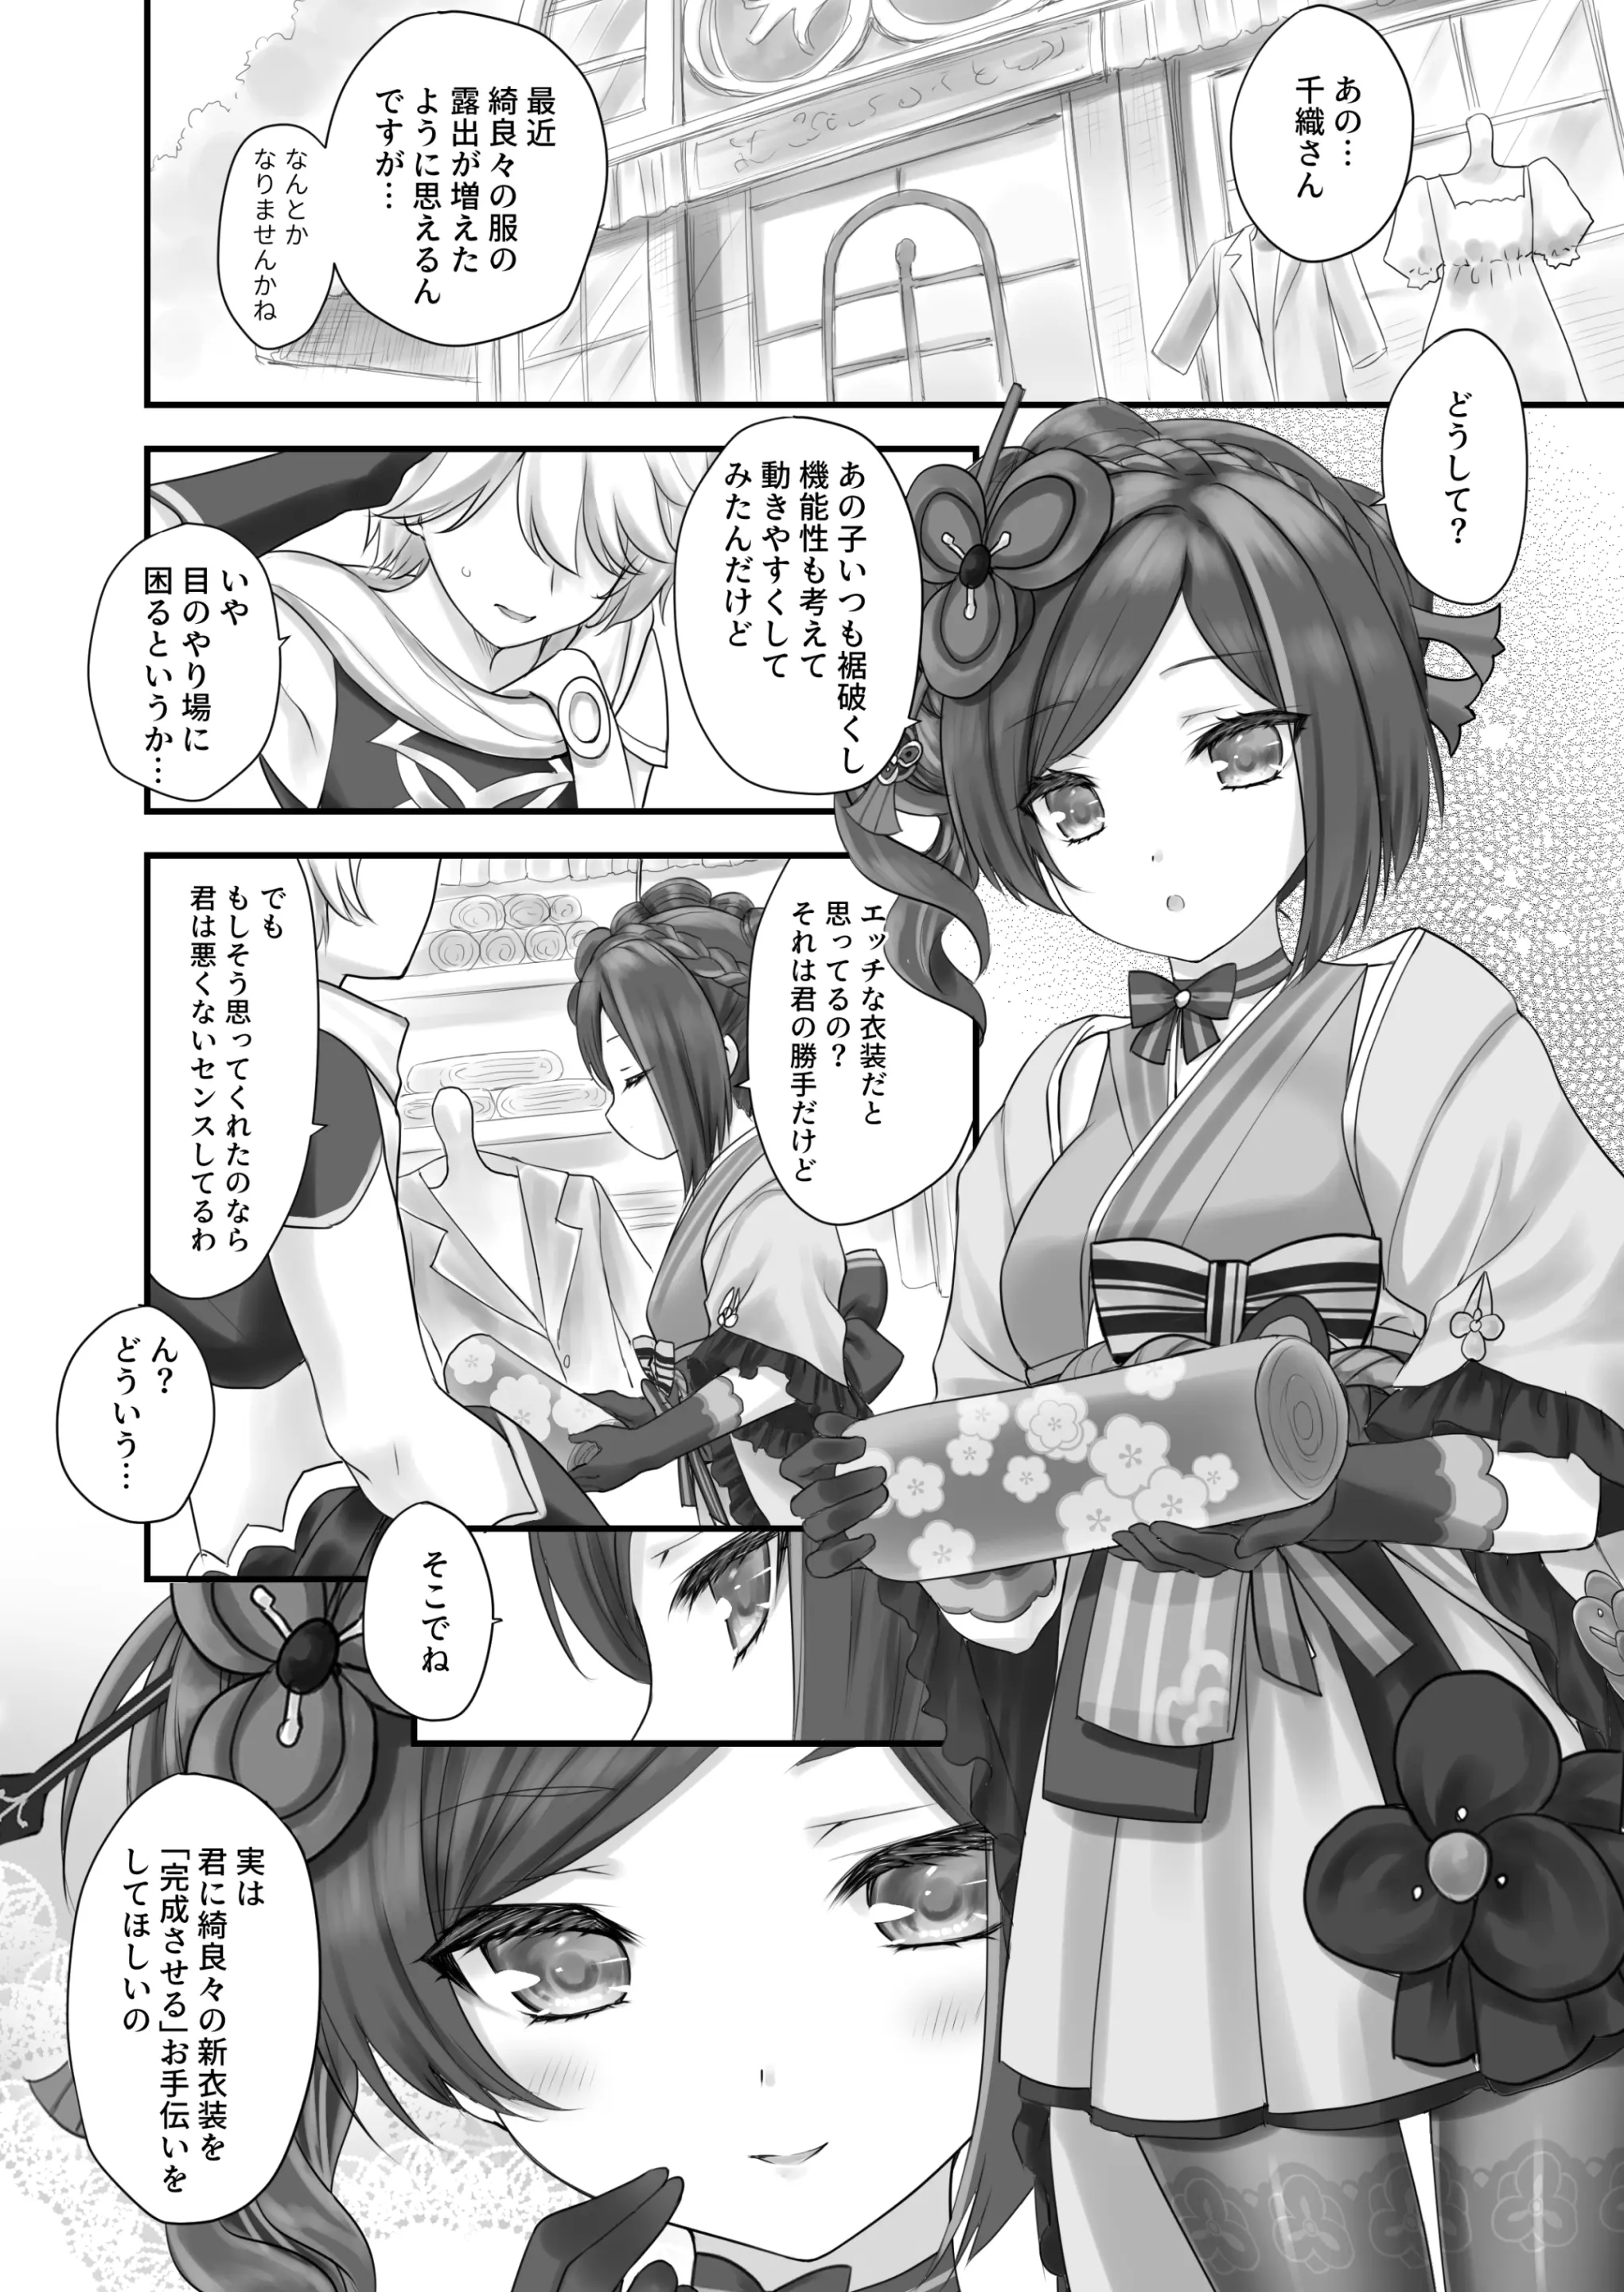 あの…
千織さん
最近
綺良々の服の
露出が増えた
ように思えるん
ですが…
なんとか
なりませんかね
どうして?
あの子いつも裾破くし
機能性も考えて
動きやすくして
みたんだけど
いや
目のやり場に
困るというか…
エッチな衣装だと
思ってるの?
それは君の勝手だけど
でも
もしそう思ってくれたのなら
君は悪くないセンスしてるわ
ん?
どういう…
そこでね
実は
君に綺良々の新衣装を
「完成させる」お手伝いを
してほしいの